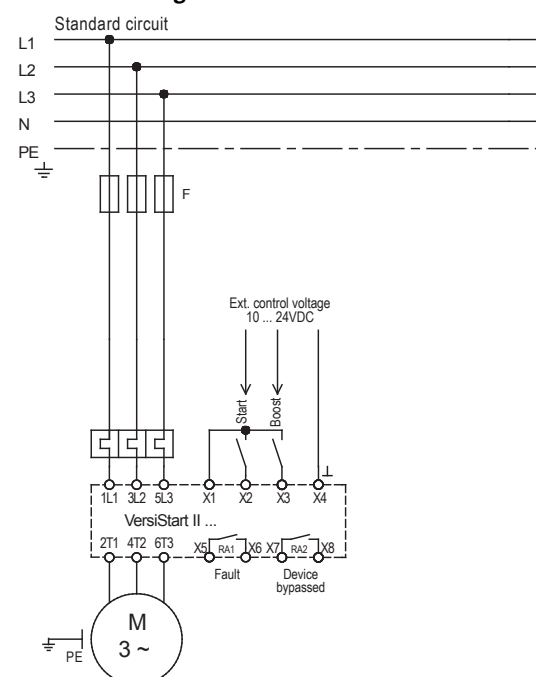 Standard circuit
L1
L2
L3
N
PE
F
Ext. control voltage
10 ... 24VDC
Start
Boost
1L1 3L2 5L3 X1 X2 X3 X4
VersiStart II ...
2T1 4T2 6T3 X5 RA1 X6 X7 RA2 X8
Fault
Device
bypassed
M
3 ~
PE